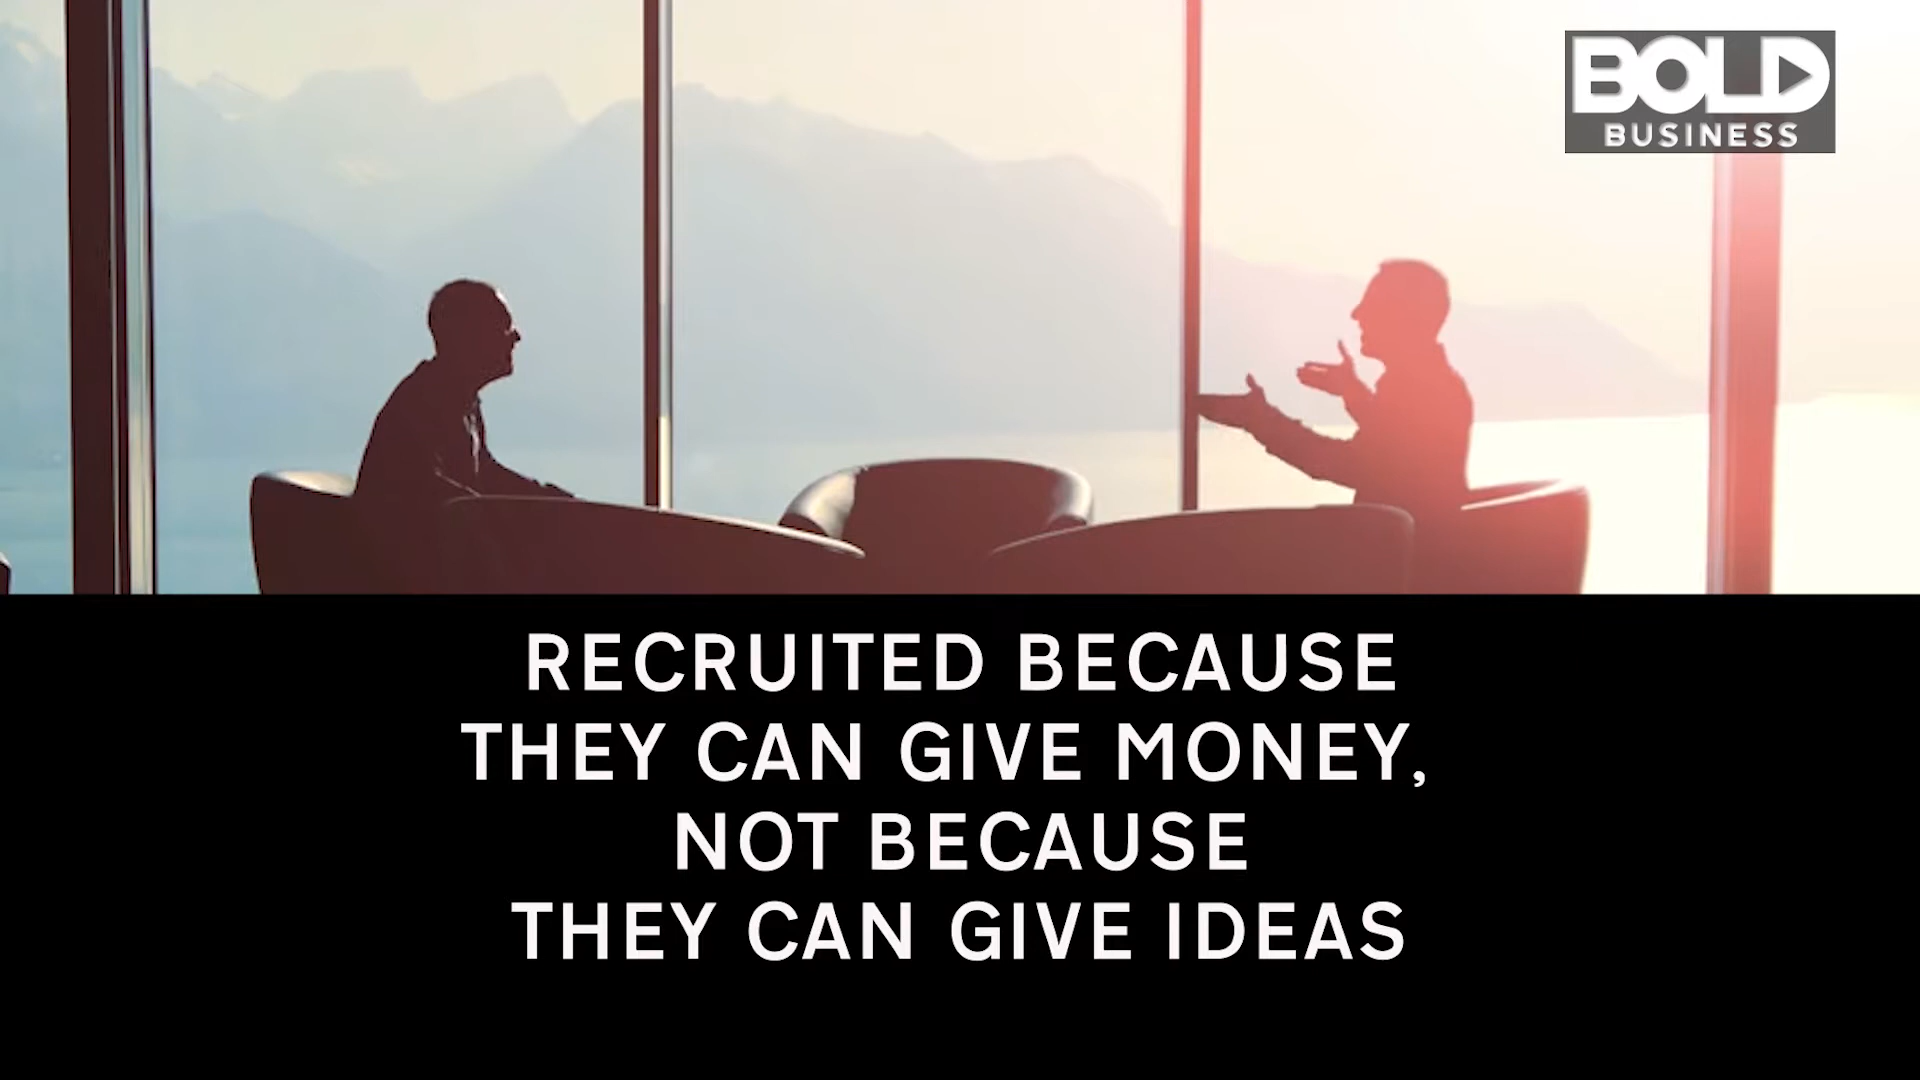 BOLD
BUSINESS
RECRUITED BECAUSE
THEY CAN GIVE MONEY,
NOT BECAUSE
THEY CAN GIVE IDEAS